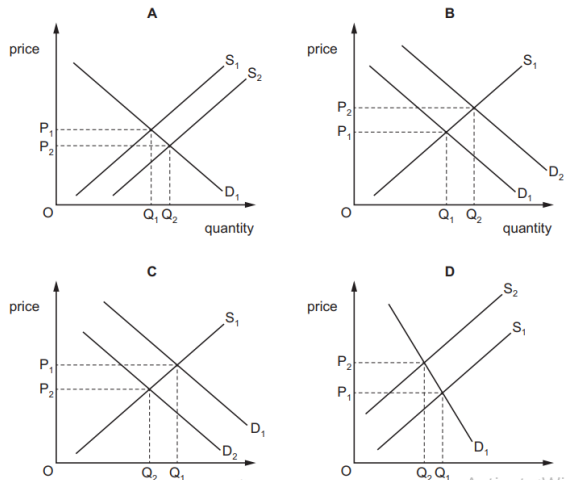 A
price
S1
S2
P1
P2
D1
O
Q1 Q2
quantity
B
price
S1
P2
P1
D2
D1
O
Q1 Q2
quantity
C
price
S1
P1
P2
D1
D2
O
Q2 Q1
D
price
S2
S1
P2
P1
D1
O
Q2 Q1